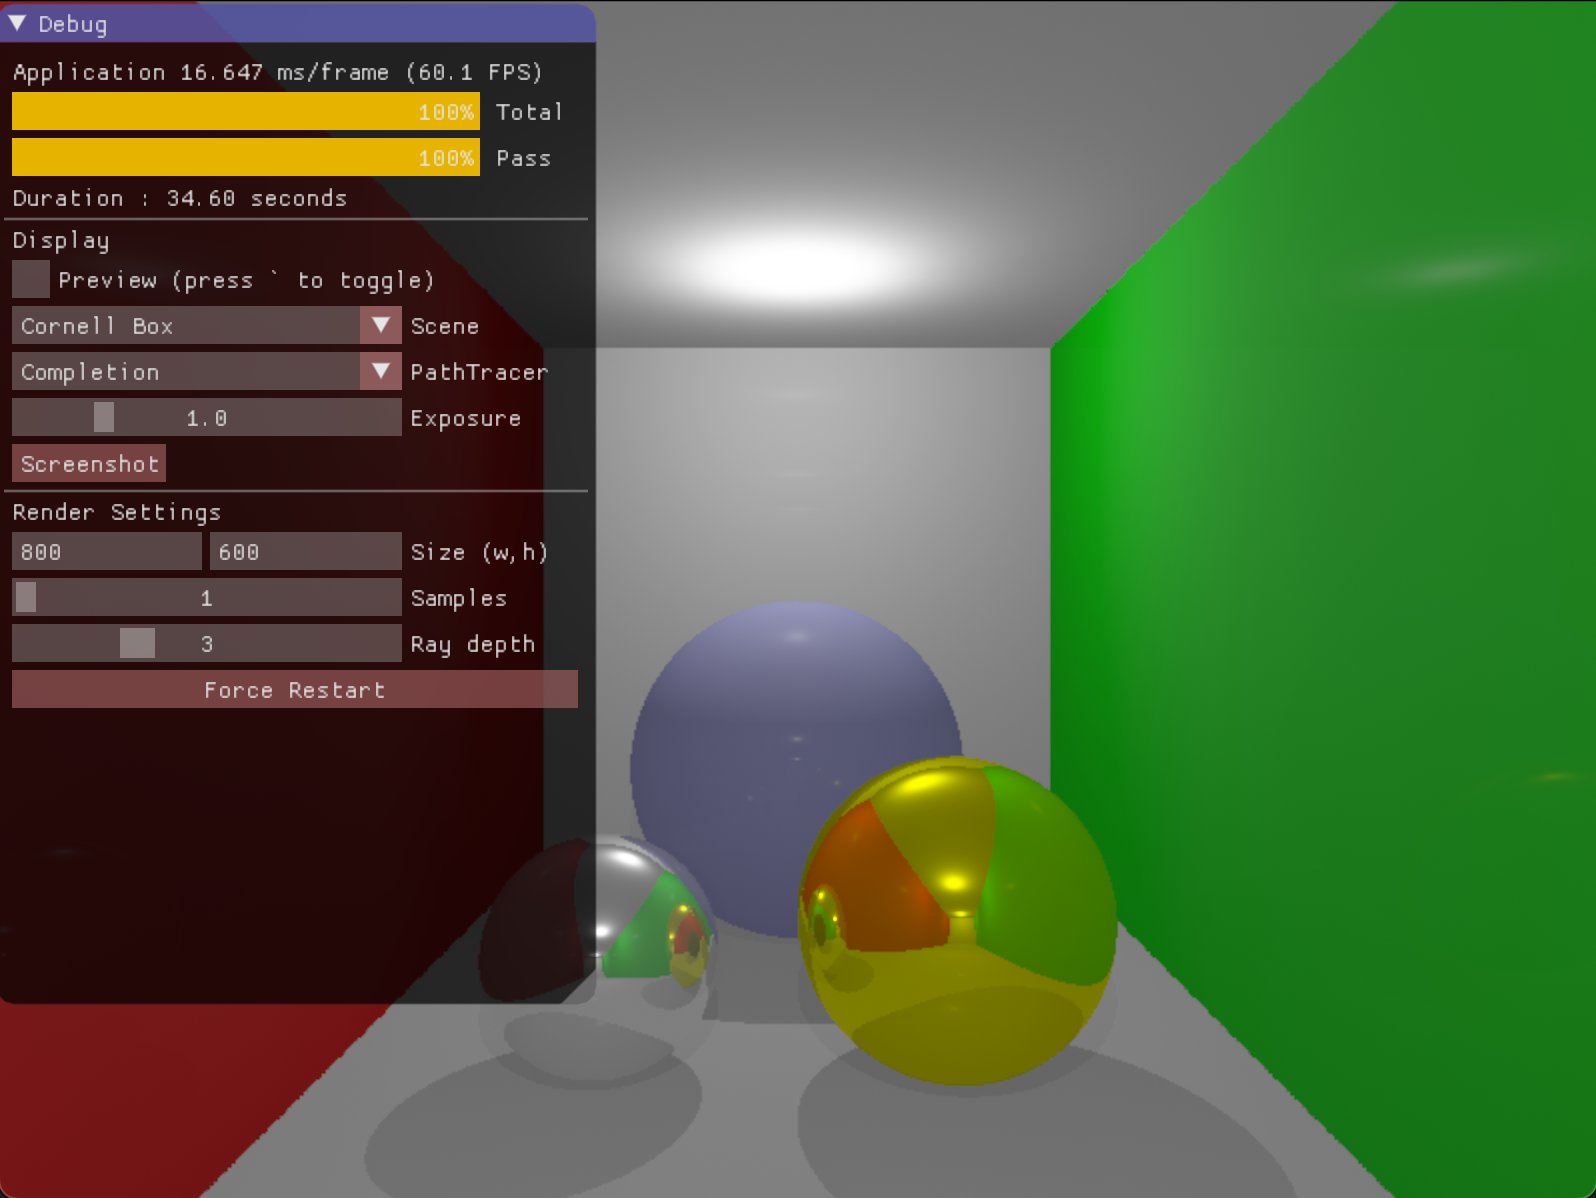 Debug
Application 16.647 ms/frame (60.1 FPS)
100% Total
100% Pass
Duration : 34.60 seconds
Display
Preview (press ` to toggle)
Cornell Box Scene
Completion PathTracer
1.0 Exposure
Screenshot
Render Settings
800 600 Size (w,h)
1 Samples
3 Ray depth
Force Restart